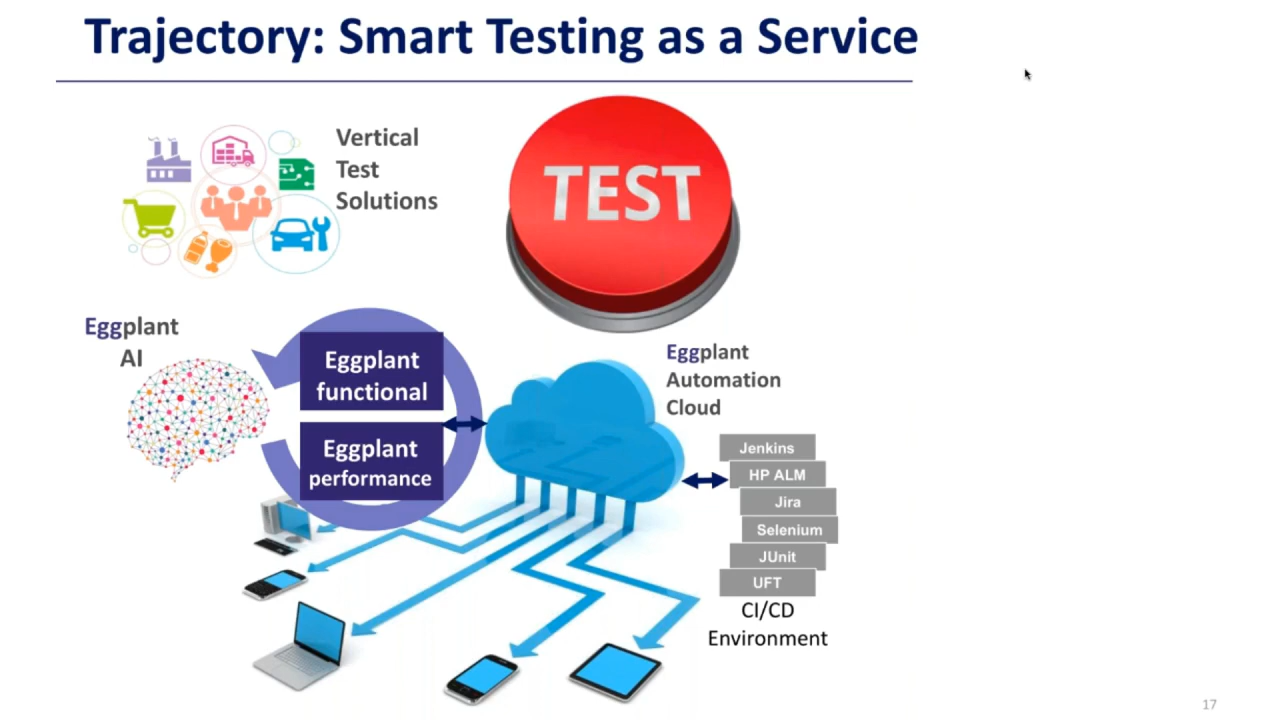 Trajectory: Smart Testing as a Service
Vertical
Test
Solutions
TEST
Eggplant
AI
Eggplant
functional
Eggplant
performance
Eggplant
Automation
Cloud
Jenkins
HP ALM
Jira
Selenium
JUnit
UFT
CI/CD
Environment
17